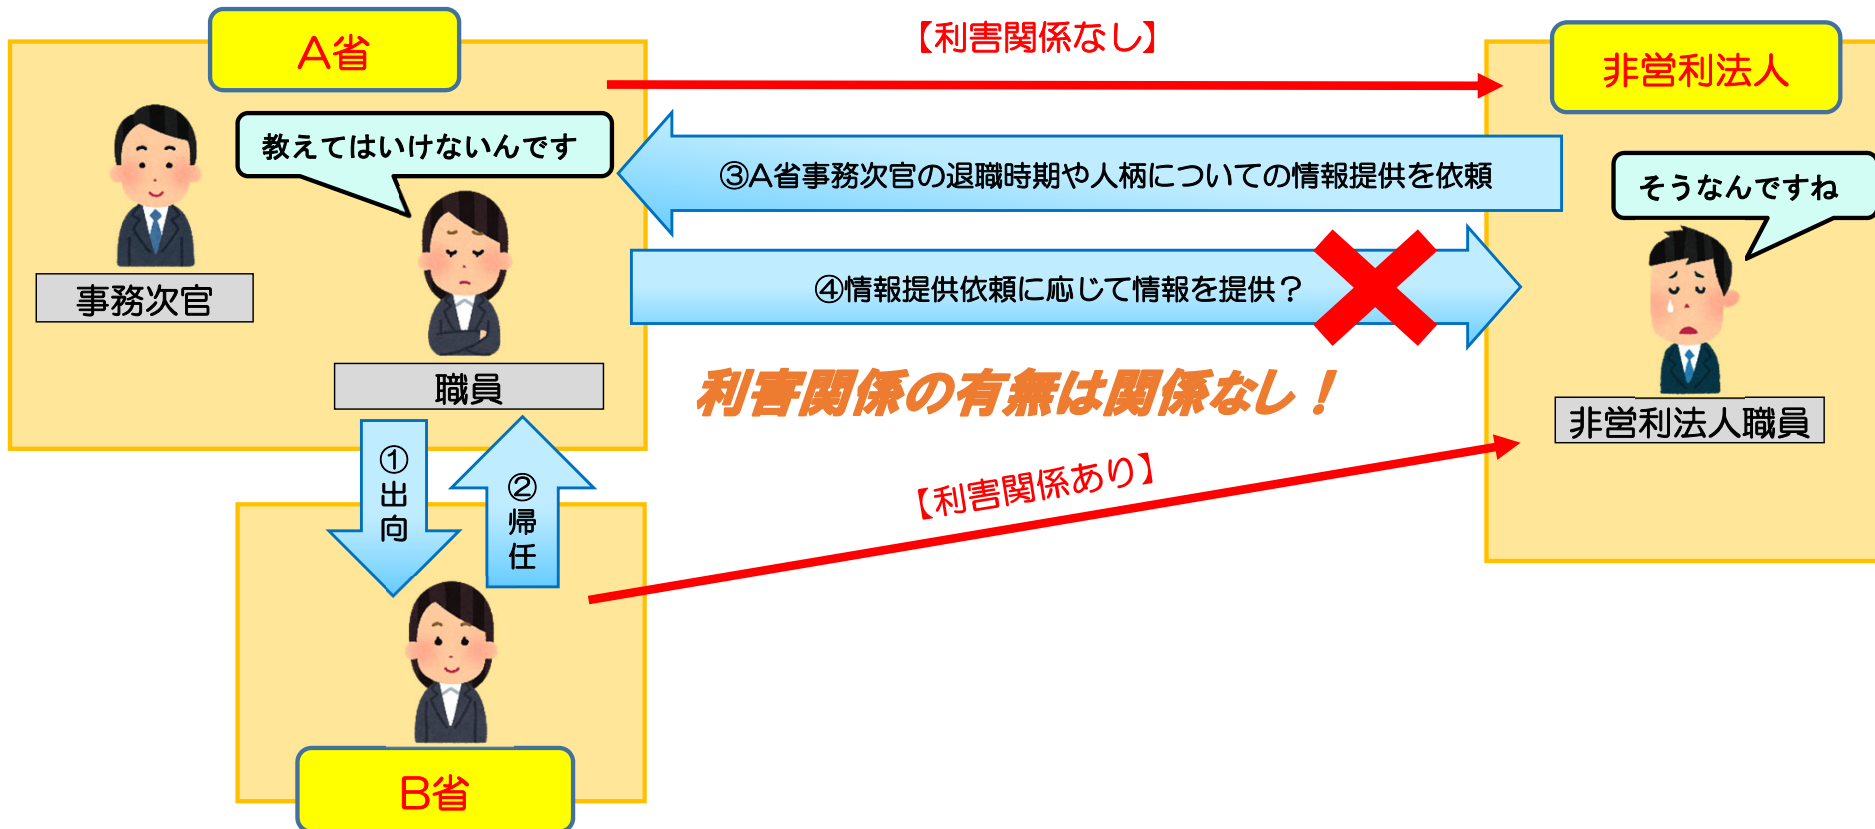 A省
【利害関係なし】
非営利法人
教えてはいけないんです
③A省事務次官の退職時期や人柄についての情報提供を依頼
そうなんですね
④情報提供依頼に応じて情報を提供？
事務次官
職員
利害関係の有無は関係なし！
非営利法人職員
①出向
②帰任
【利害関係あり】
B省